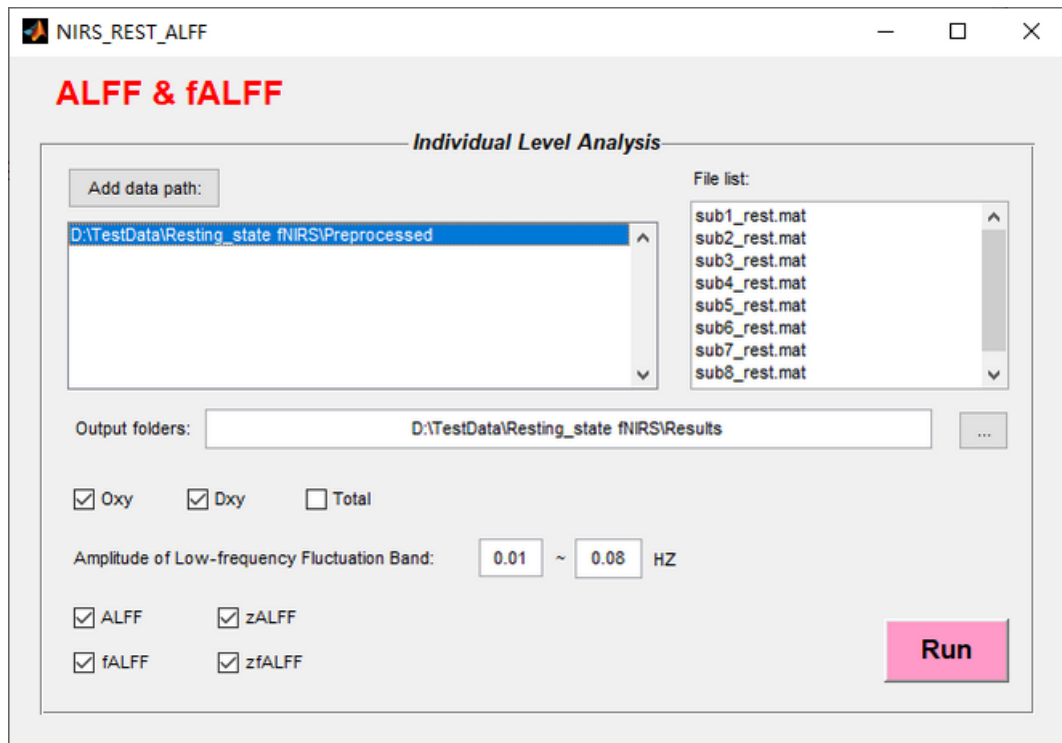 NIRS_REST_ALFF
ALFF & fALFF
Individual Level Analysis
Add data path:
File list:
D:\TestData\Resting_state fNIRS\Preprocessed
sub1_rest.mat
sub2_rest.mat
sub3_rest.mat
sub4_rest.mat
sub5_rest.mat
sub6_rest.mat
sub7_rest.mat
sub8_rest.mat
Output folders: D:\TestData\Resting_state fNIRS\Results ...
Oxy Dxy Total
Amplitude of Low-frequency Fluctuation Band: 0.01 ~ 0.08 HZ
ALFF zALFF
fALFF zfALFF
Run